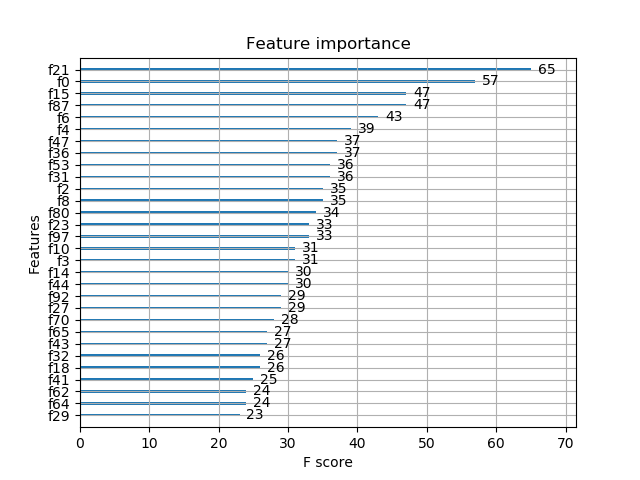 Feature importance
f21 65
f0 57
f15 47
f87 47
f6 43
f4 39
f47 37
f36 37
f53 36
f31 36
f2 35
f8 35
f80 34
f23 33
f97 33
f10 31
f3 31
f14 30
f44 30
f92 29
f27 29
f70 28
f65 27
f43 27
f32 26
f18 26
f41 25
f62 24
f64 24
f29 23
Features
0 10 20 30 40 50 60 70
F score